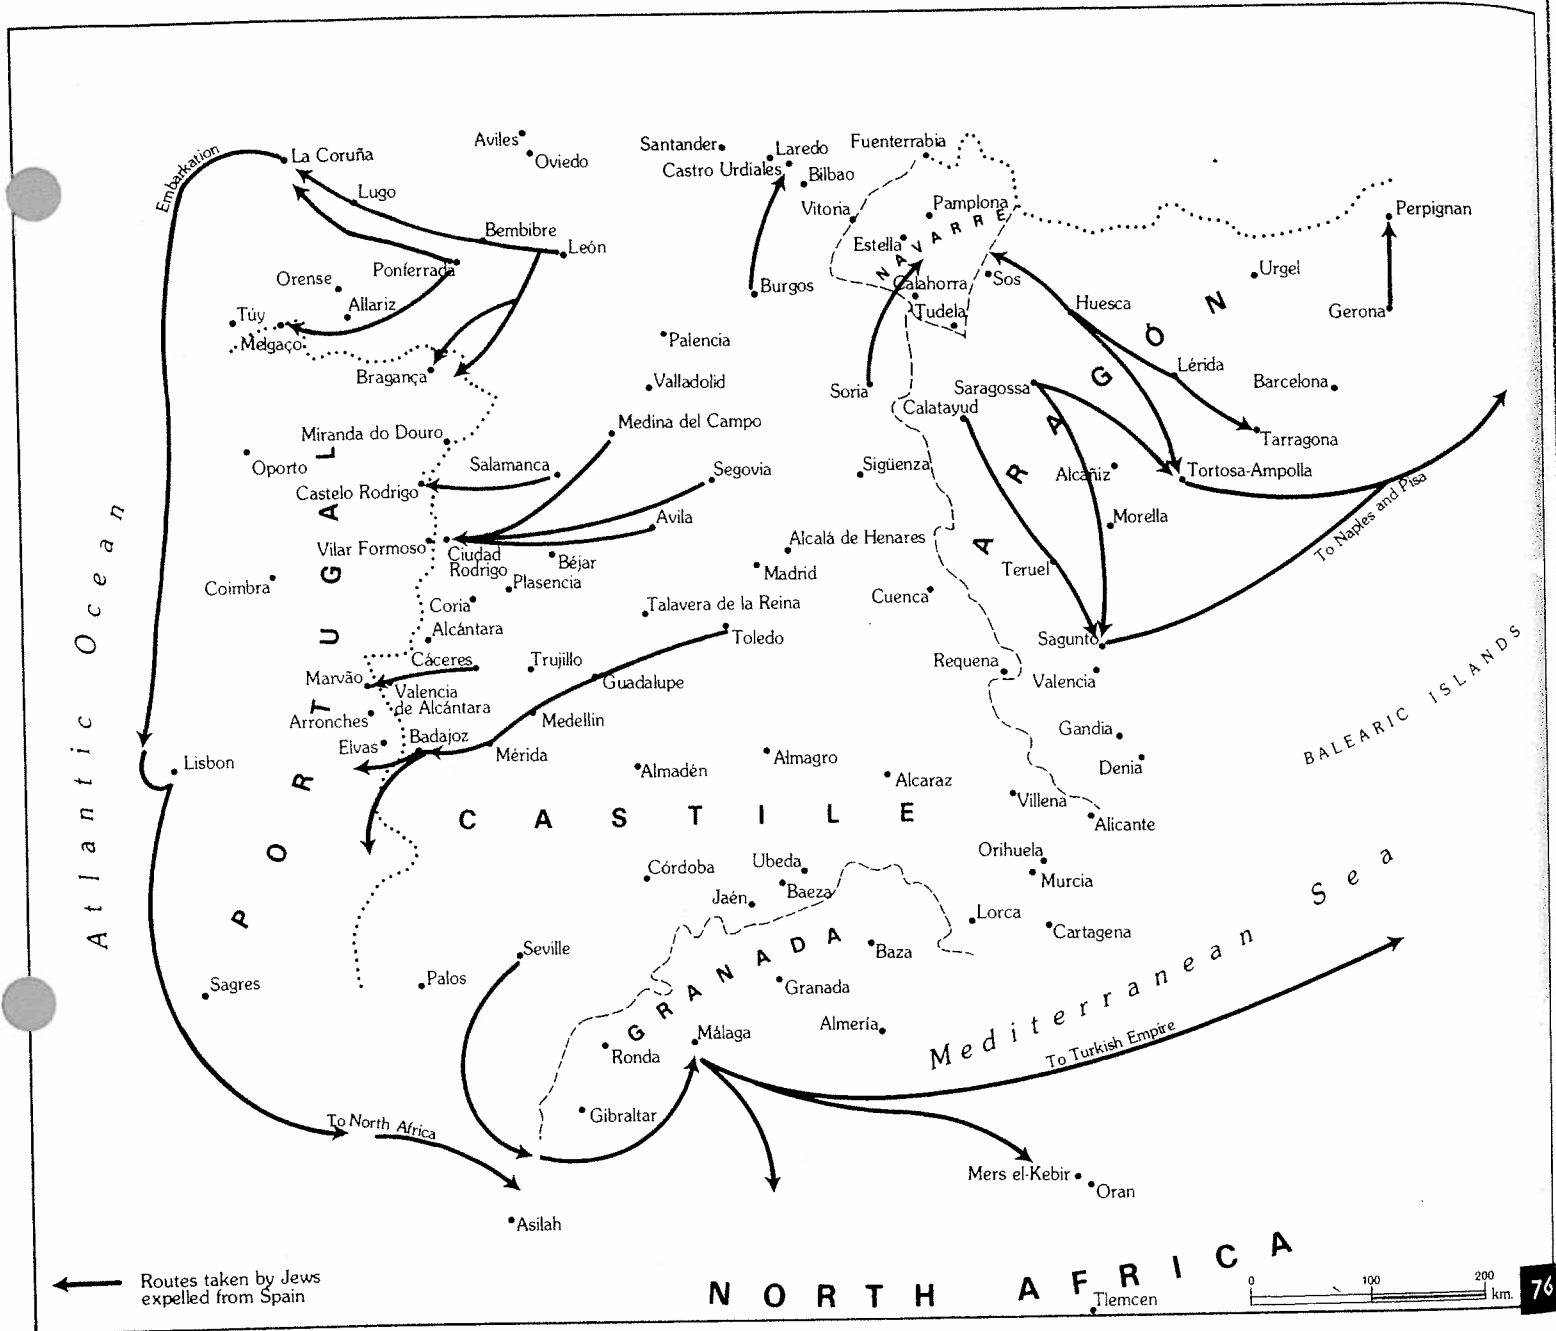 Embarkation
La Coruña
Lugo
Aviles
Oviedo
Santander
Laredo
Castro Urdiales
Bilbao
Fuenterrabia
Vitoria
Pamplona
Estella
NAVARRE
Calahorra
Tudela
Sos
Perpignan
Urgel
Gerona
Bembibre
León
Ponferrada
Orense
Allariz
Túy
Melgaço
Bragança
Burgos
Palencia
Valladolid
Soria
Huesca
Lérida
Barcelona
Saragossa
Calatayud
Tarragona
Tortosa-Ampolla
Alcañiz
Morella
ARAGÓN
Miranda do Douro
Medina del Campo
Oporto
Salamanca
Castelo Rodrigo
Segovia
Sigüenza
Avila
Vilar Formoso
Ciudad
Rodrigo
Béjar
Alcalá de Henares
Madrid
Coimbra
Plasencia
Coria
Talavera de la Reina
Cuenca
Teruel
To Naples and Pisa
Alcántara
Toledo
Sagunto
Requena
Valencia
Cáceres
Trujillo
Marvão
Valencia
de Alcántara
Guadalupe
Arronches
Medellin
Elvas
Badajoz
Mérida
Gandia
Denia
BALEARIC ISLANDS
Lisbon
Almadén
Almagro
Alcaraz
Villena
Alicante
PORTUGAL
Atlantic Ocean
CASTILE
Córdoba
Ubeda
Baeza
Jaén
Orihuela
Murcia
Lorca
Cartagena
Seville
Palos
Sagres
GRANADA
Baza
Granada
Almería
Málaga
Ronda
Gibraltar
Mediterranean Sea
To Turkish Empire
To North Africa
Asilah
Mers el-Kebir
Oran
NORTH AFRICA
Tlemcen
Routes taken by Jews
expelled from Spain
0 100 200
km.
76